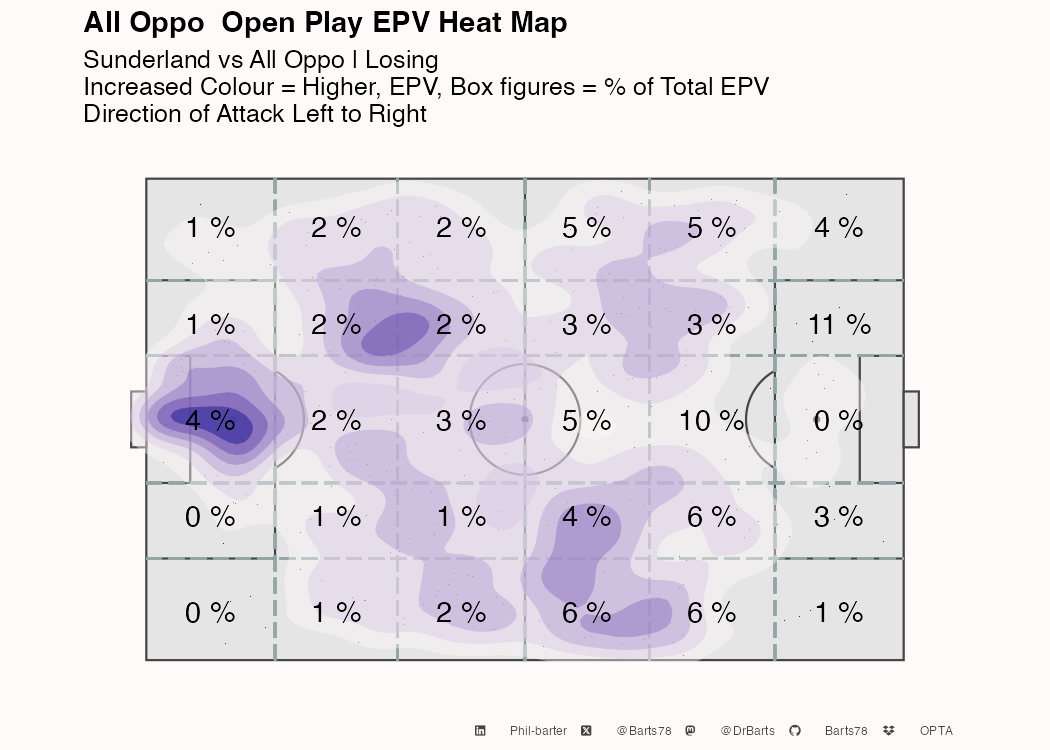 All Oppo  Open Play EPV Heat Map
Sunderland vs All Oppo | Losing
Increased Colour = Higher, EPV, Box figures = % of Total EPV
Direction of Attack Left to Right
1 % 2 % 2 % 5 % 5 % 4 %
1 % 2 % 2 % 3 % 3 % 11 %
4 % 2 % 3 % 5 % 10 % 0 %
0 % 1 % 1 % 4 % 6 % 3 %
0 % 1 % 2 % 6 % 6 % 1 %
Phil-barter @Barts78 @DrBarts Barts78 OPTA